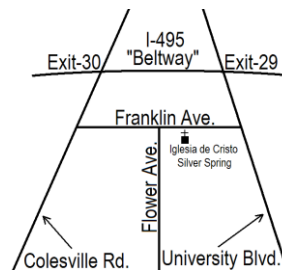 I-495
Exit-30 "Beltway" Exit-29
Franklin Ave.
Iglesia de Cristo
Silver Spring
Flower Ave.
Colesville Rd. University Blvd.